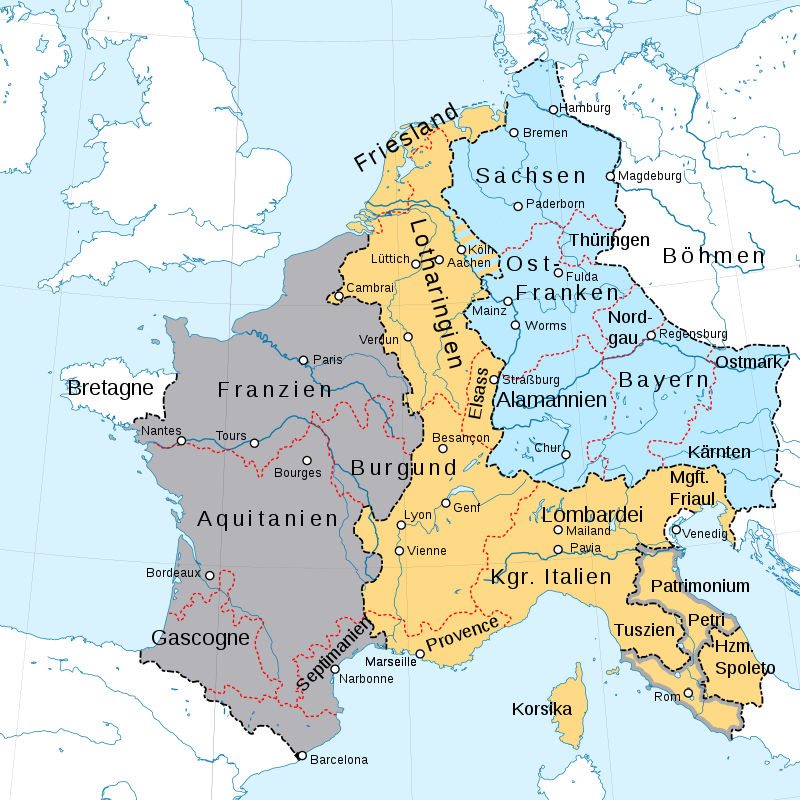 Hamburg
Friesland
Bremen
Sachsen
Magdeburg
Paderborn
Thüringen
Böhmen
Lotharingien
Köln
Lüttich
Aachen
Ost-
Fulda
Cambrai
Franken
Mainz
Nord-
gau
Worms
Verdun
Regensburg
Paris
Ostmark
Bretagne
Franzien
Elsass
Straßburg
Bayern
Alamannien
Nantes
Tours
Besancon
Chur
Kärnten
Bourges
Burgund
Mgft.
Friaul
Genf
Aquitanien
Lyon
Lombardei
Mailand
Venedig
Vienne
Pavia
Bordeaux
Kgr. Italien
Patrimonium
Petri
Gascogne
Septimanien
Provence
Tuszien
Hzm.
Spoleto
Marseille
Narbonne
Rom
Korsika
Barcelona